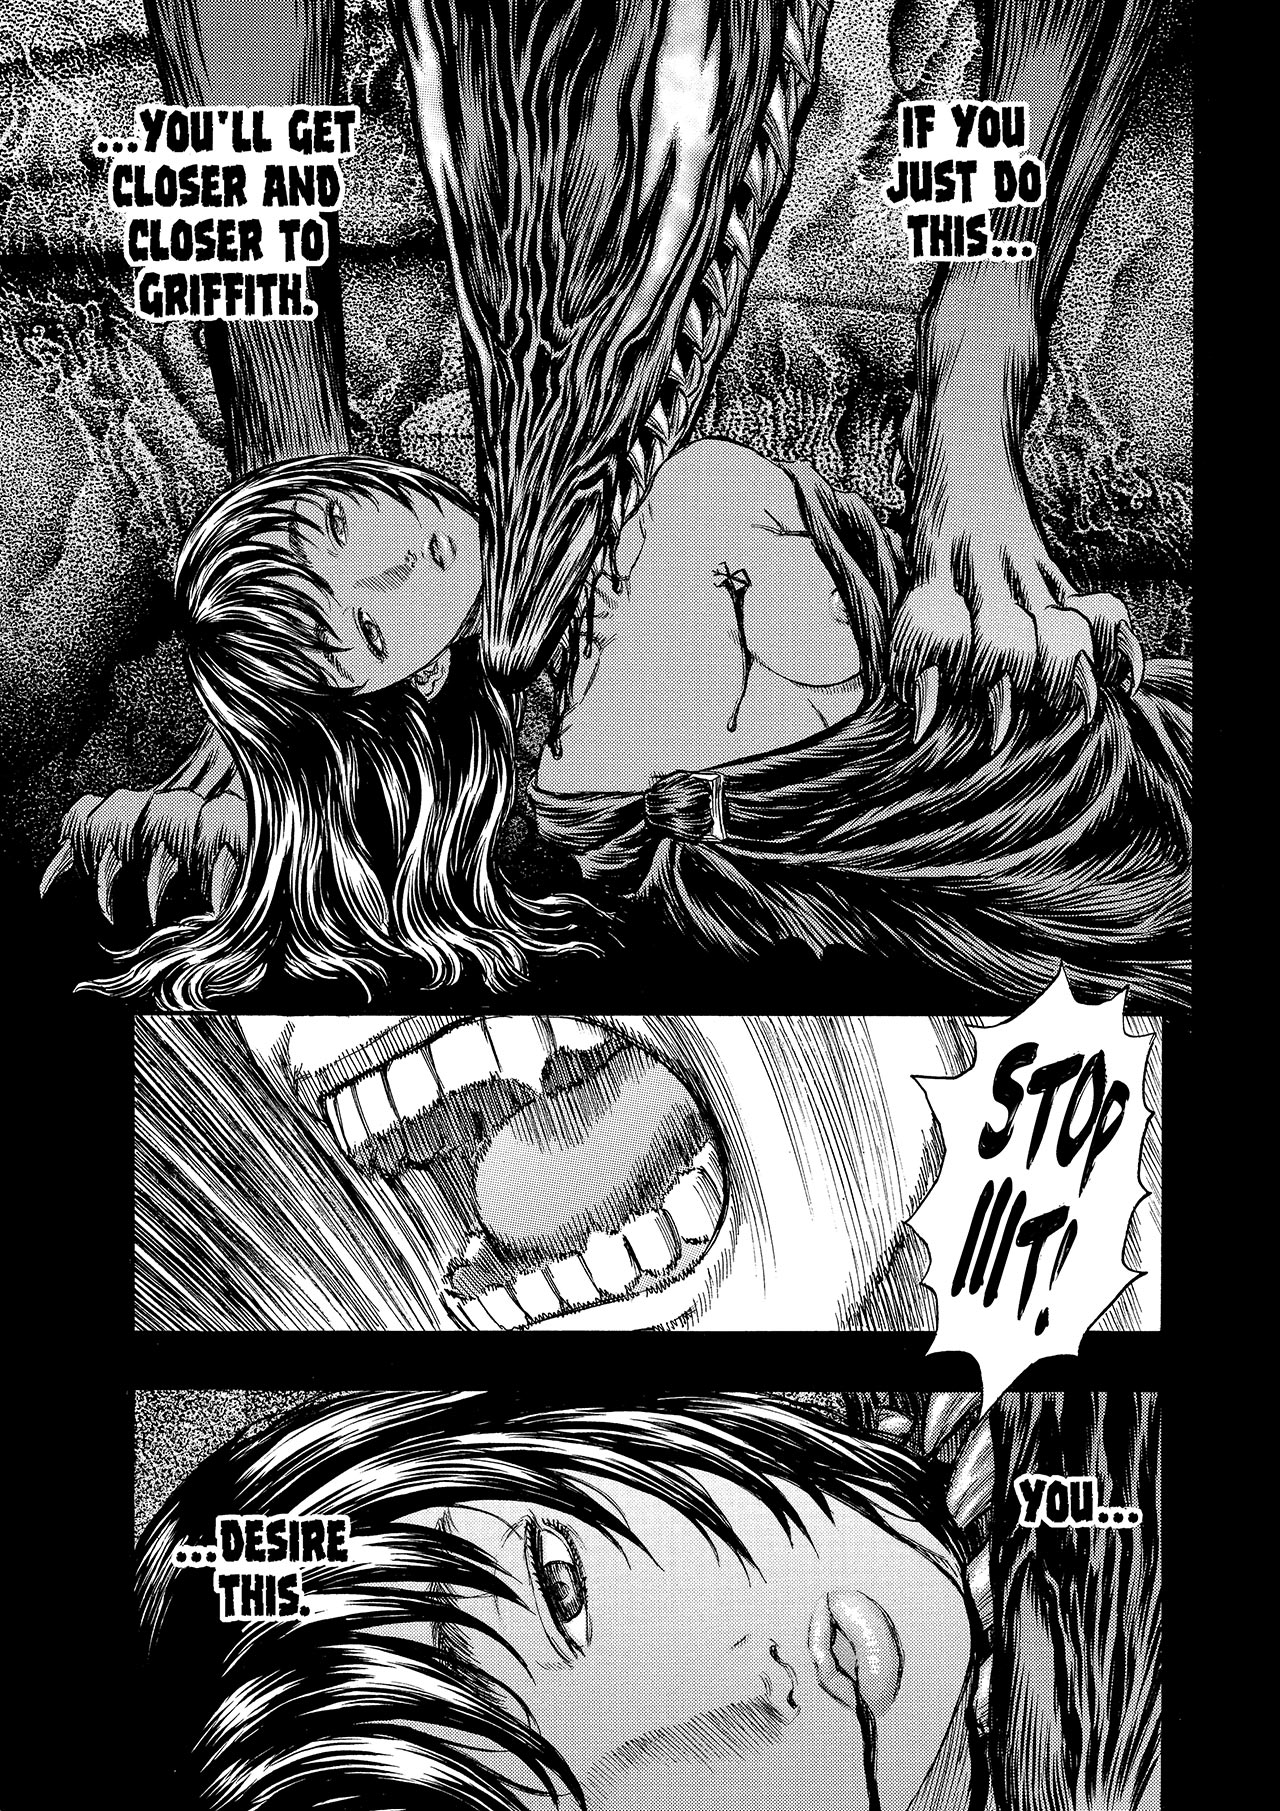 IF YOU
JUST DO
THIS...
...YOU'LL GET
CLOSER AND
CLOSER TO
GRIFFITH.
STOP
IIIT!
YOU...
...DESIRE
THIS.